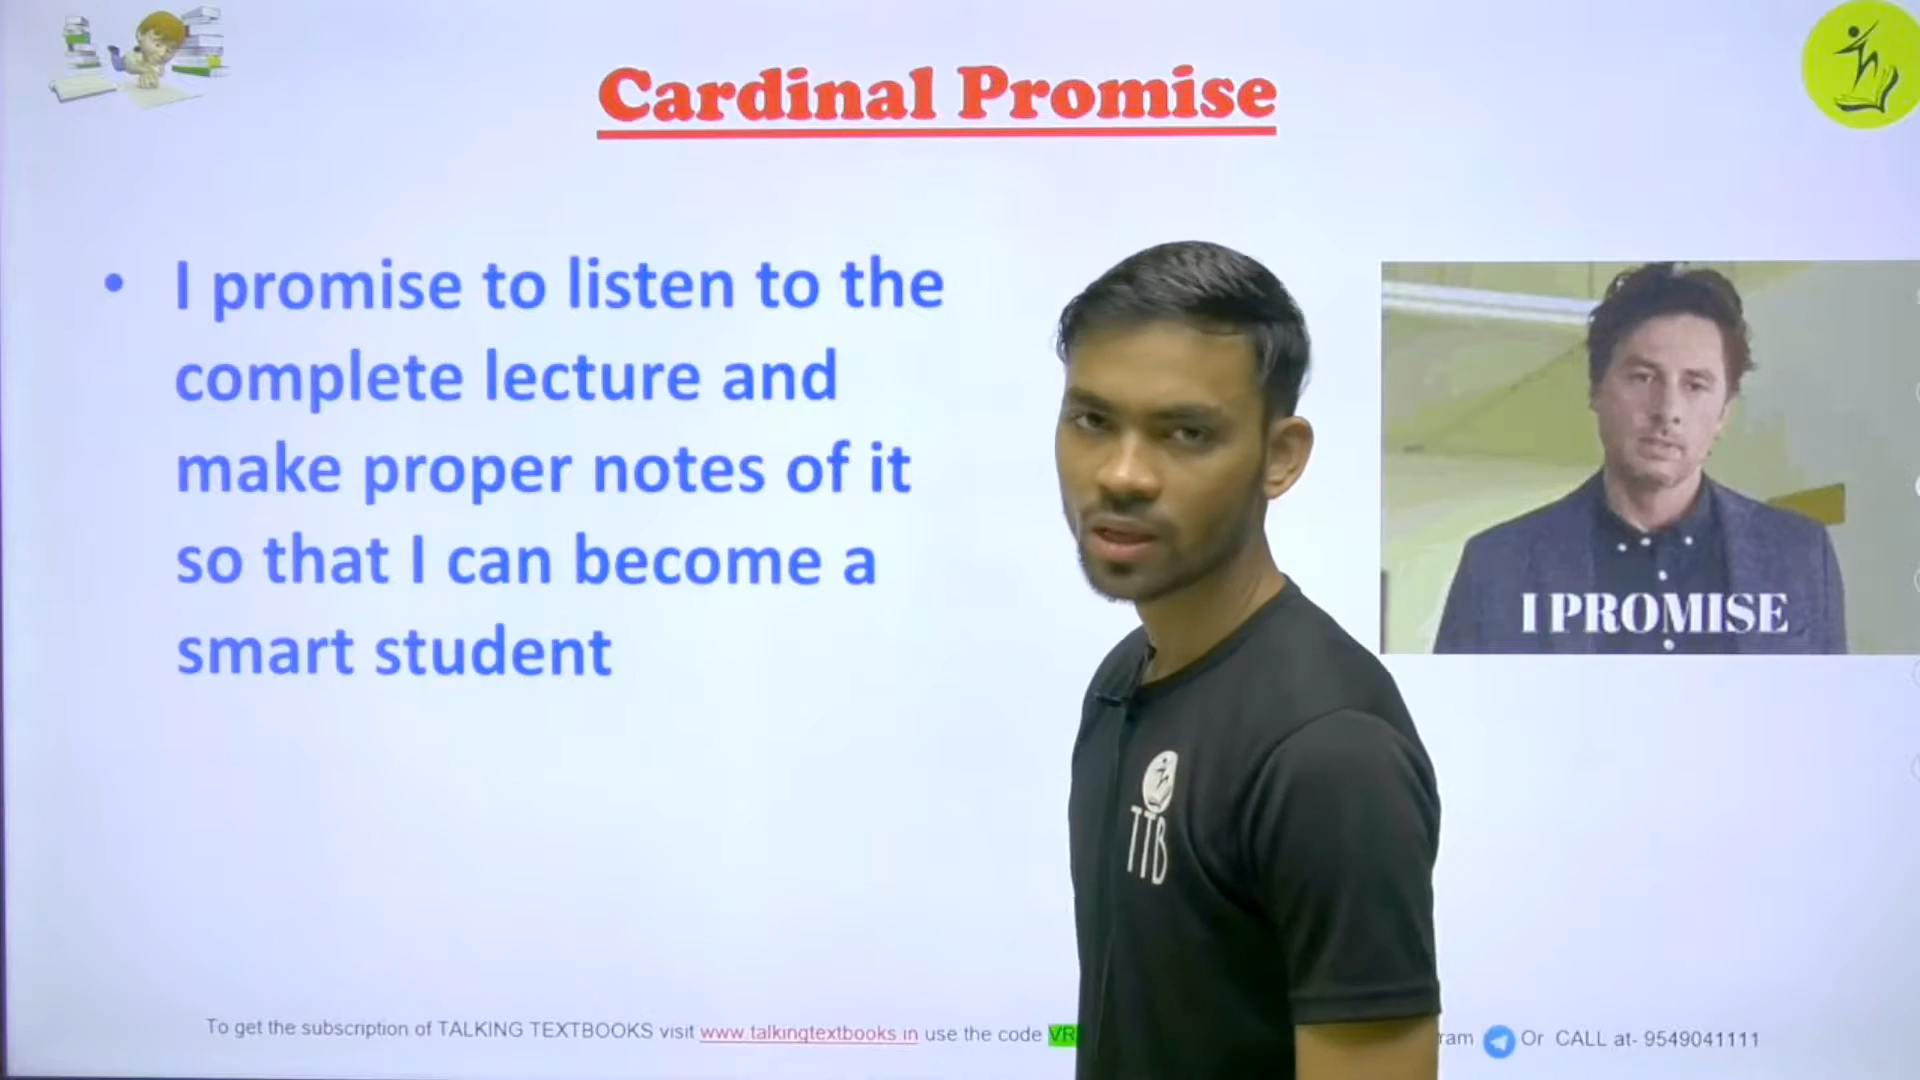 Cardinal Promise
• I promise to listen to the
complete lecture and
make proper notes of it
so that I can become a
smart student
I PROMISE
TTB
To get the subscription of TALKING TEXTBOOKS visit www.talkingtextbooks.in use the code VR
ram Or CALL at- 9549041111